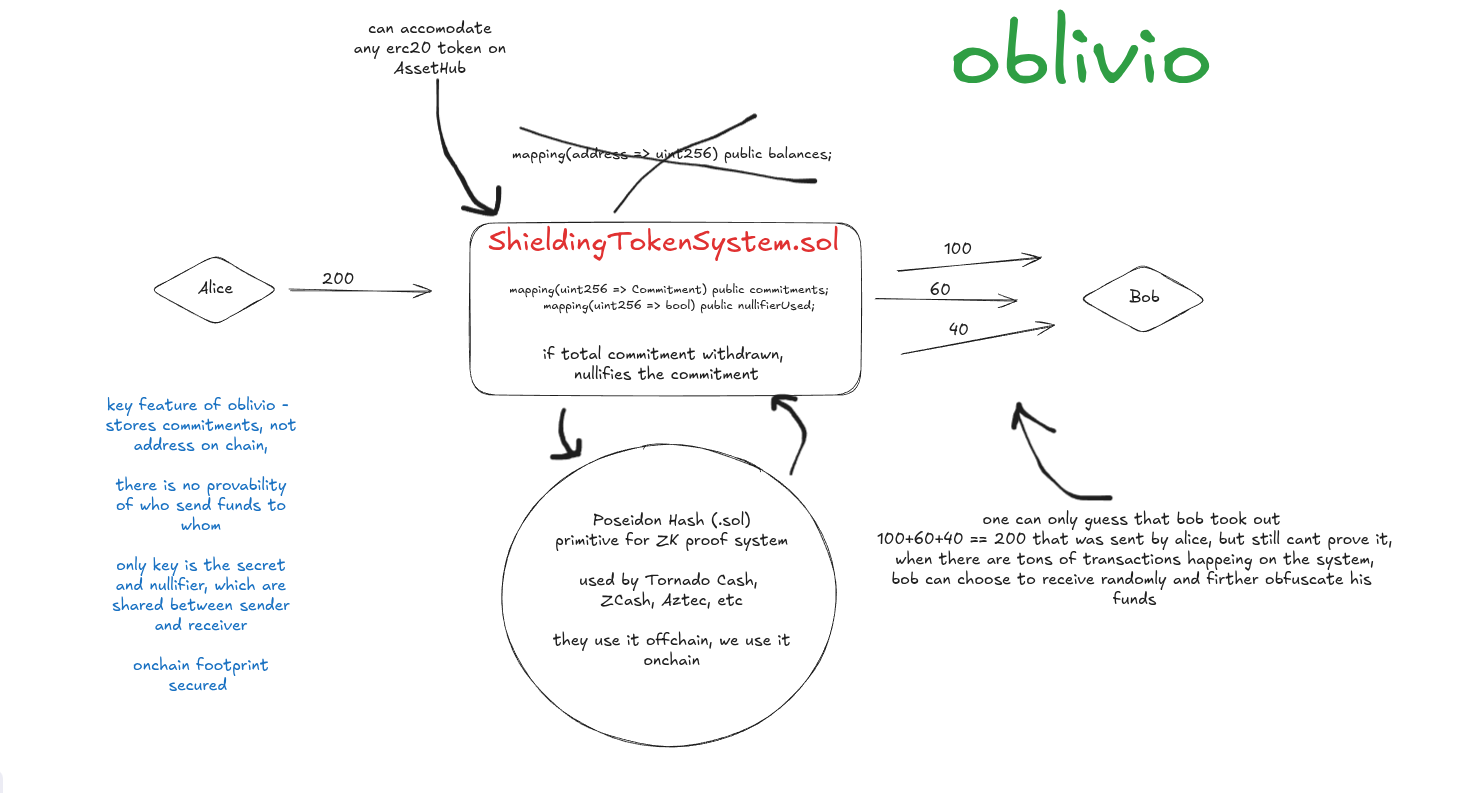 can accomodate
any erc20 token on
AssetHub
oblivio
mapping(address => uint256) public balances;
ShieldingTokenSystem.sol
mapping(uint256 => Commitment) public commitments;
mapping(uint256 => bool) public nullifierUsed;
if total commitment withdrawn,
nullifies the commitment
Alice
200
100
60
40
Bob
key feature of oblivio -
stores commitments, not
address on chain,
there is no provability
of who send funds to
whom
only key is the secret
and nullifier, which are
shared between sender
and receiver
onchain footprint
secured
Poseidon Hash (.sol)
primitive for ZK proof system
used by Tornado Cash,
ZCash, Aztec, etc
they use it offchain, we use it
onchain
one can only guess that bob took out
100+60+40 == 200 that was sent by alice, but still cant prove it,
when there are tons of transactions happeing on the system,
bob can choose to receive randomly and firther obfuscate his
funds